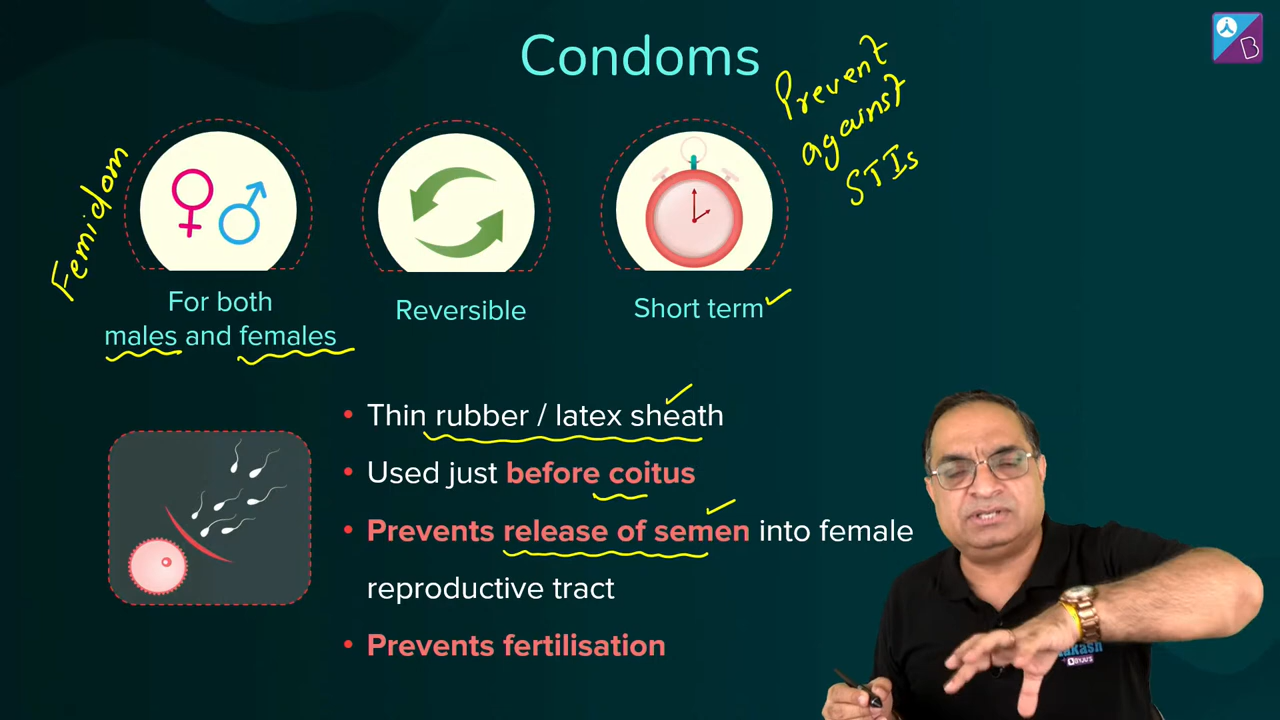 Condoms
Prevent
against
STIs
Femidom
For both
males and females
Reversible
Short term
• Thin rubber / latex sheath
• Used just before coitus
• Prevents release of semen into female
reproductive tract
• Prevents fertilisation
B
BYJU'S